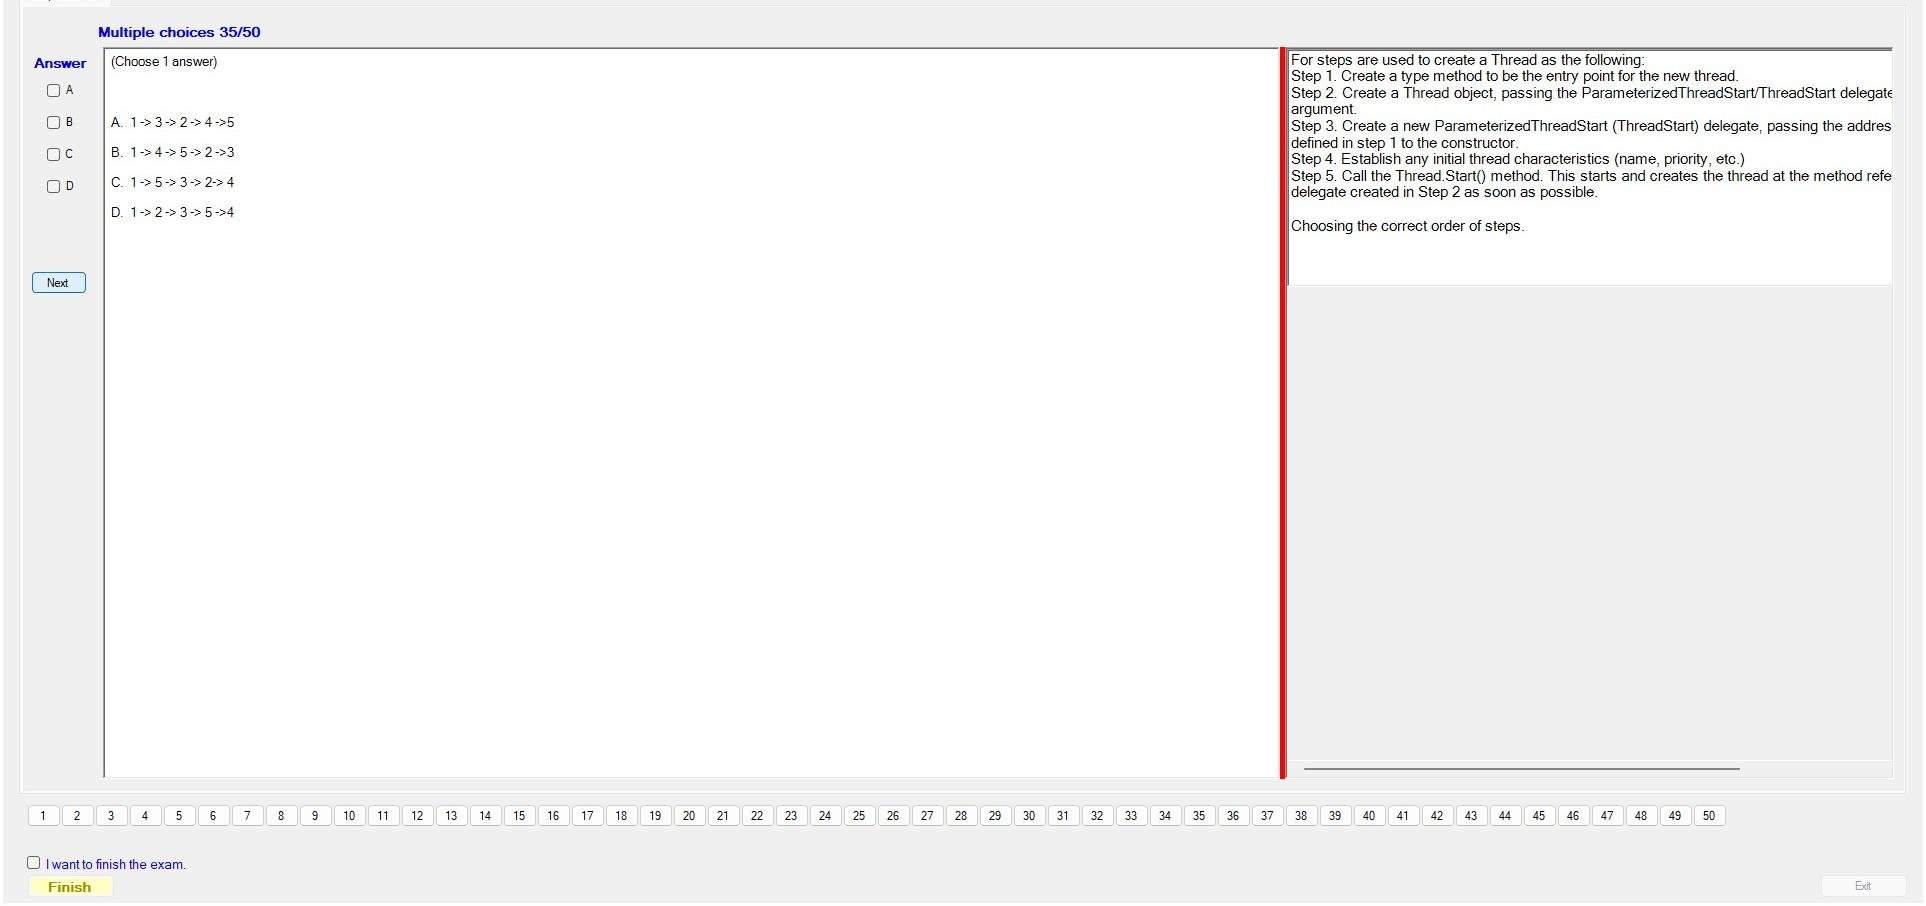 Multiple choices 35/50
Answer
A
B
C
D
Next
(Choose 1 answer)
A. 1 -> 3 -> 2 -> 4 ->5
B. 1 -> 4 -> 5 -> 2 ->3
C. 1 -> 5 -> 3 -> 2-> 4
D. 1 -> 2 -> 3 -> 5 ->4
For steps are used to create a Thread as the following:
Step 1. Create a type method to be the entry point for the new thread.
Step 2. Create a Thread object, passing the ParameterizedThreadStart/ThreadStart delegate
argument.
Step 3. Create a new ParameterizedThreadStart (ThreadStart) delegate, passing the addres
defined in step 1 to the constructor.
Step 4. Establish any initial thread characteristics (name, priority, etc.)
Step 5. Call the Thread.Start() method. This starts and creates the thread at the method refe
delegate created in Step 2 as soon as possible.
Choosing the correct order of steps.
1 2 3 4 5 6 7 8 9 10 11 12 13 14 15 16 17 18 19 20 21 22 23 24 25 26 27 28 29 30 31 32 33 34 35 36 37 38 39 40 41 42 43 44 45 46 47 48 49 50
I want to finish the exam.
Finish
Exit